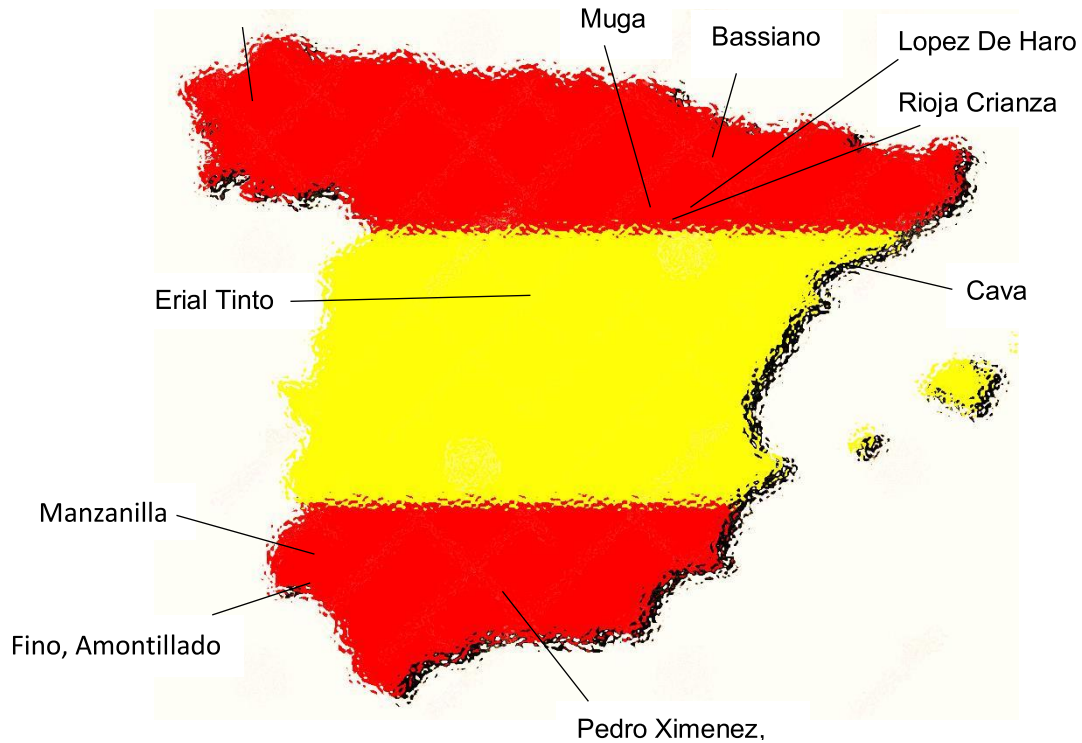 Muga
Bassiano
Lopez De Haro
Rioja Crianza
Erial Tinto
Cava
Manzanilla
Fino, Amontillado
Pedro Ximenez,